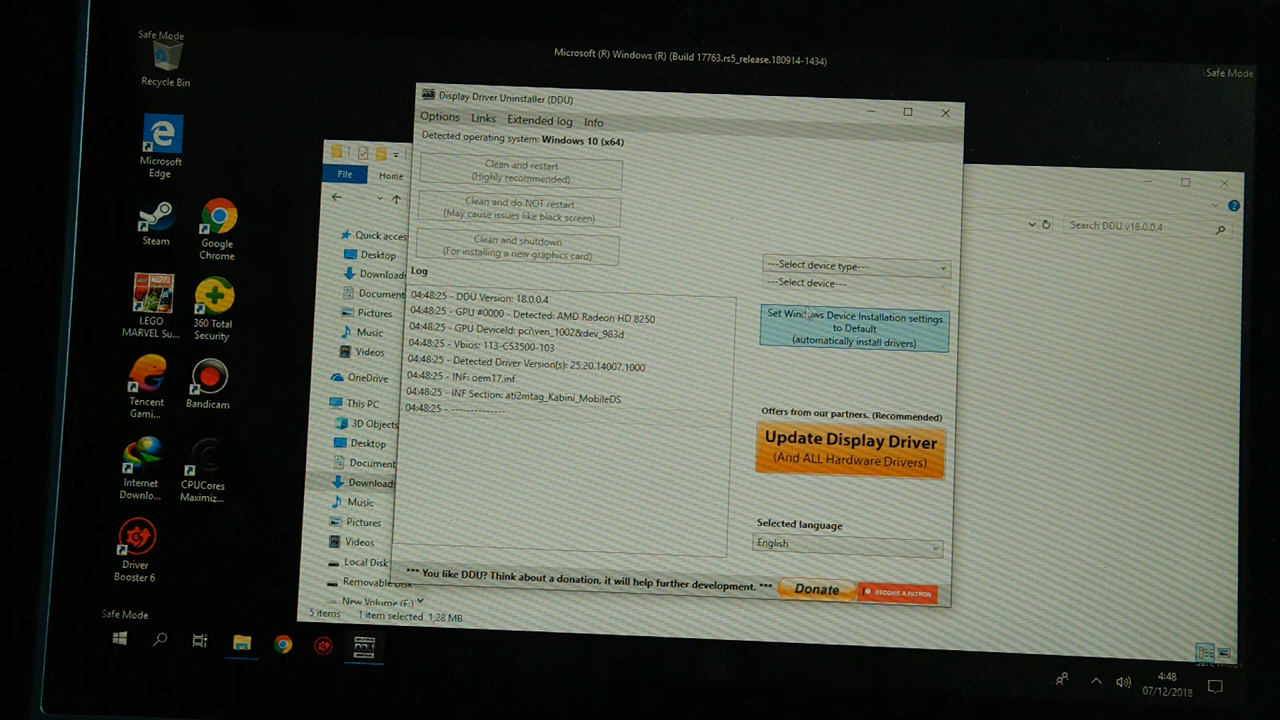 Safe Mode
Recycle Bin
Microsoft (R) Windows (R) (Build 17763.rs5_release.180914-1434)
Safe Mode
Microsoft
Edge
Steam
Google
Chrome
LEGO
MARVEL Su...
360 Total
Security
Tencent
Gami...
Bandicam
Internet
Downlo...
CPUCores
Maximiz...
Driver
Booster 6
Safe Mode
Display Driver Uninstaller (DDU)
Options Links Extended log Info
Detected operating system: Windows 10 (x64)
Clean and restart
(Highly recommended)
Clean and do NOT restart
(May cause issues like black screen)
Clean and shutdown
(For installing a new graphics card)
Log
04:48:25 - DDU Version: 18.0.0.4
04:48:25 - GPU #0000 - Detected: AMD Radeon HD 8250
04:48:25 - GPU DeviceId: pci\ven_1002&dev_983d
04:48:25 - Vbios: 113-C53500-103
04:48:25 - Detected Driver Version(s): 25.20.14007.1000
04:48:25 - INF: oem17.inf
04:48:25 - INF Section: ati2mtag_Kabini_MobileDS
04:48:25 - --------------
---Select device type---
---Select device---
Set Windows Device Installation settings
to Default
(automatically install drivers)
Offers from our partners. (Recommended)
Update Display Driver
(And ALL Hardware Drivers)
Selected language
English
*** You like DDU? Think about a donation, it will help further development. ***
Donate
BECOME A PATRON
File
Home
Search DDU v18.0.0.4
Quick acces
Desktop
Download
Document
Pictures
Music
Videos
OneDrive
This PC
3D Objects
Desktop
Document
Download
Music
Pictures
Videos
Local Disk
Removable Disk
New Volume (F:)
5 items 1 item selected 1,28 MB
Safe Mode
4:48
07/12/2018